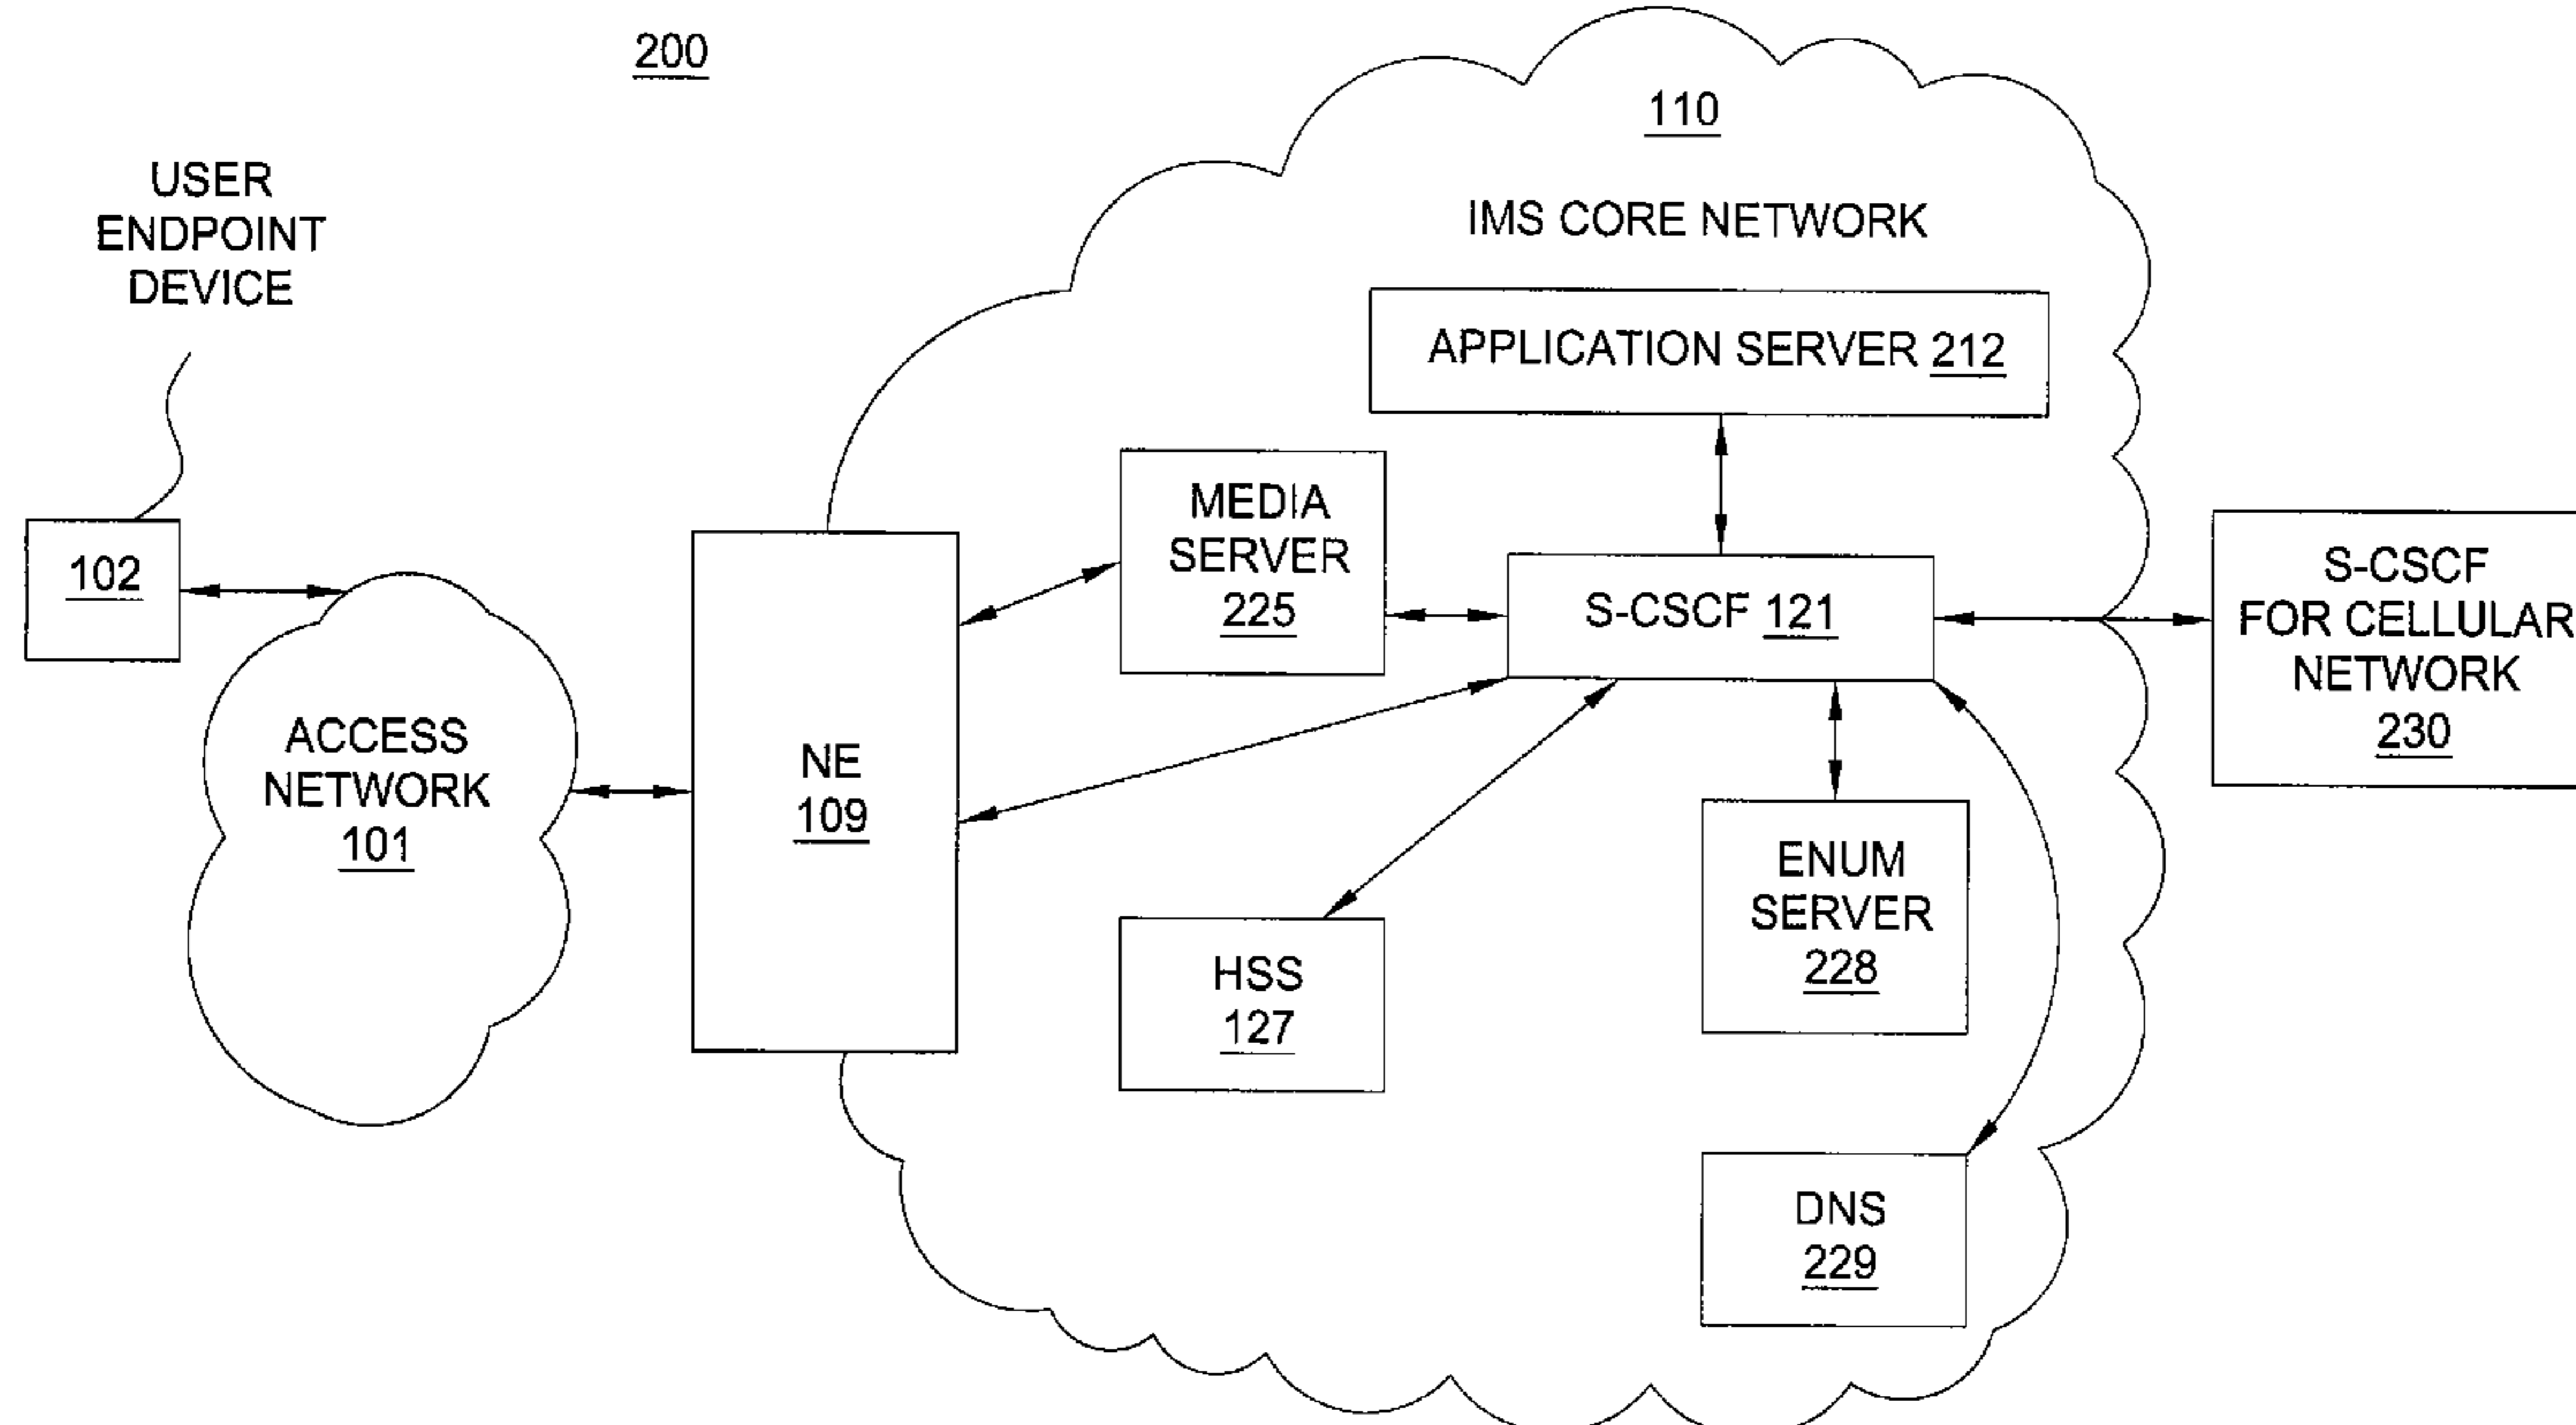 200
110
IMS CORE NETWORK
USER
ENDPOINT
DEVICE
APPLICATION SERVER 212
102
MEDIA
SERVER
225
S-CSCF 121
S-CSCF
FOR CELLULAR
NETWORK
230
ACCESS
NETWORK
101
NE
109
ENUM
SERVER
228
HSS
127
DNS
229